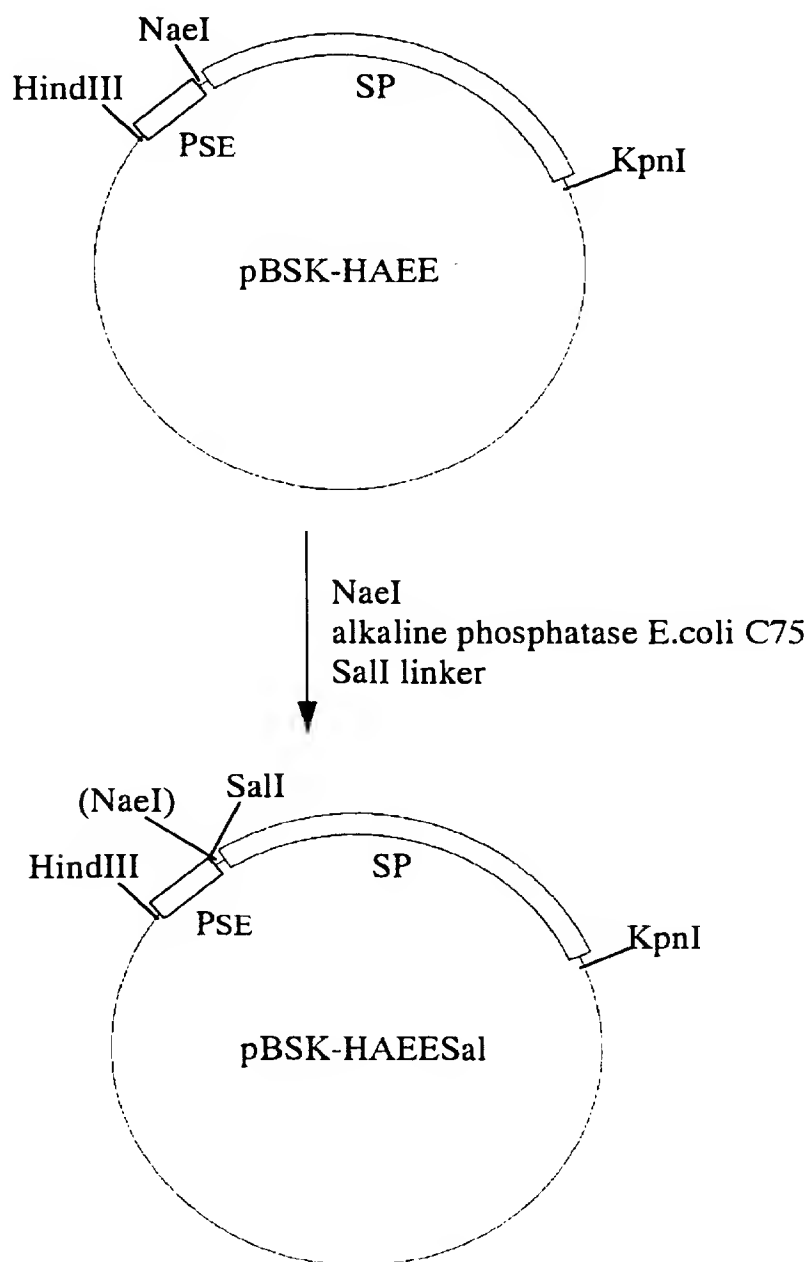 NaeI
HindIII
SP
PSE
KpnI
pBSK-HAEE
NaeI
alkaline phosphatase E.coli C75
SalI linker
(NaeI)
SalI
HindIII
SP
PSE
KpnI
pBSK-HAEESal